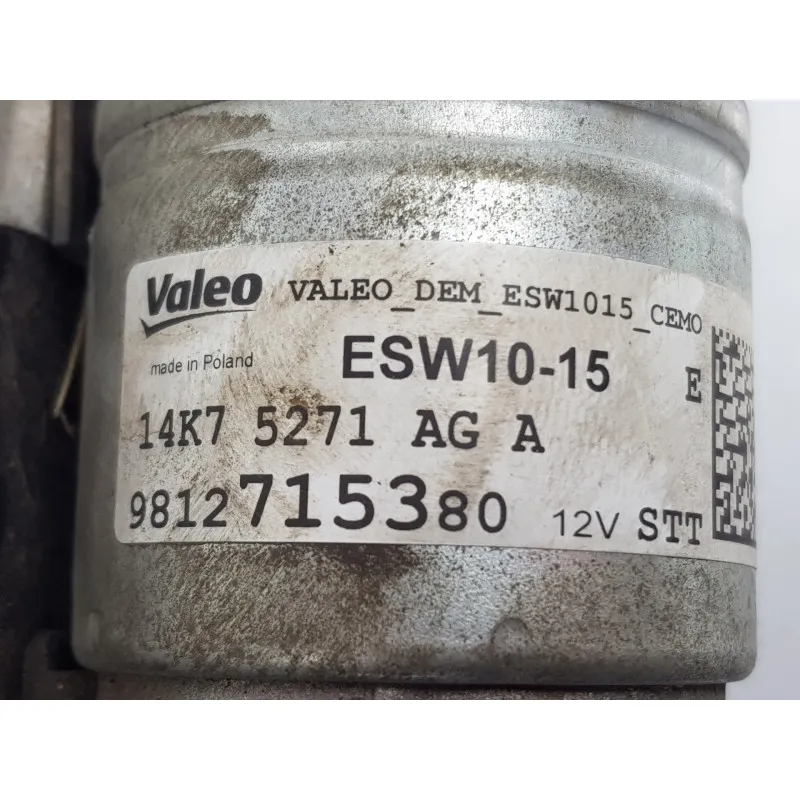 Valeo VALEO_DEM_ESW1015_CEMO
made in Poland ESW10-15 E
14K7 5271 AG A
9812715380 12V STT